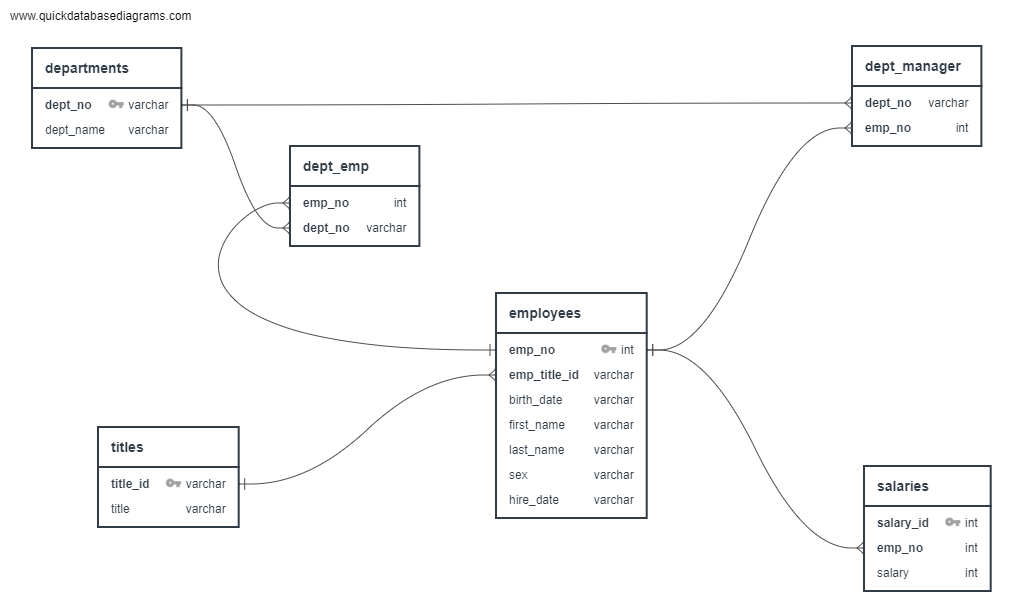 www.quickdatabasediagrams.com
departments
dept_no varchar
dept_name varchar
dept_manager
dept_no varchar
emp_no int
dept_emp
emp_no int
dept_no varchar
employees
emp_no int
emp_title_id varchar
birth_date varchar
first_name varchar
last_name varchar
sex varchar
hire_date varchar
titles
title_id varchar
title varchar
salaries
salary_id int
emp_no int
salary int